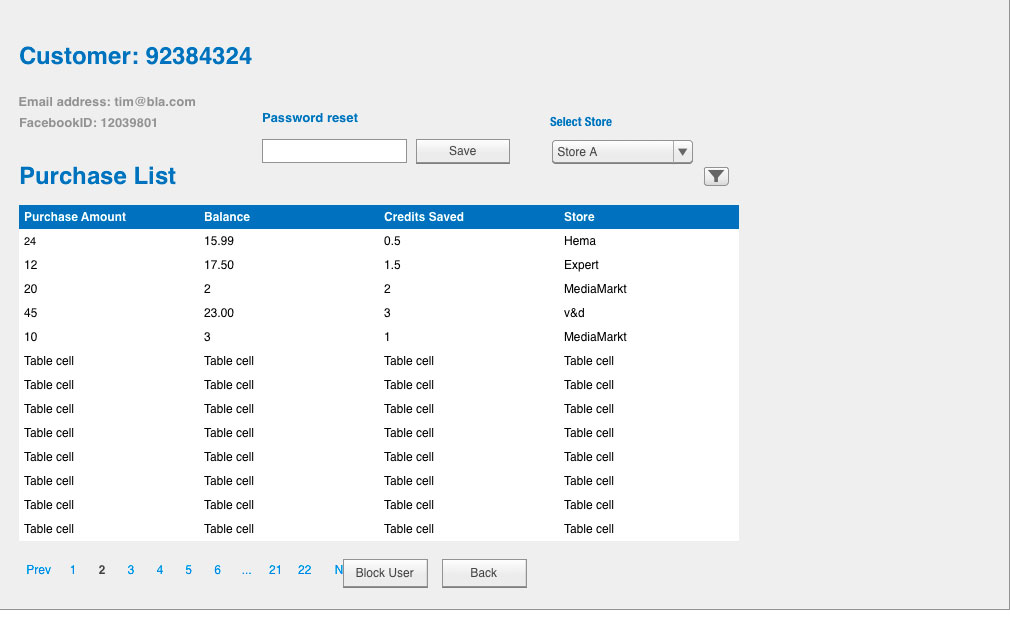 Customer: 92384324
Email address: tim@bla.com
FacebookID: 12039801
Password reset
Select Store
Save
Store A
Purchase List
Purchase Amount Balance Credits Saved Store
24 15.99 0.5 Hema
12 17.50 1.5 Expert
20 2 2 MediaMarkt
45 23.00 3 v&d
10 3 1 MediaMarkt
Table cell Table cell Table cell Table cell
Table cell Table cell Table cell Table cell
Table cell Table cell Table cell Table cell
Table cell Table cell Table cell Table cell
Table cell Table cell Table cell Table cell
Table cell Table cell Table cell Table cell
Table cell Table cell Table cell Table cell
Table cell Table cell Table cell Table cell
Prev 1 2 3 4 5 6 ... 21 22 N Block User Back